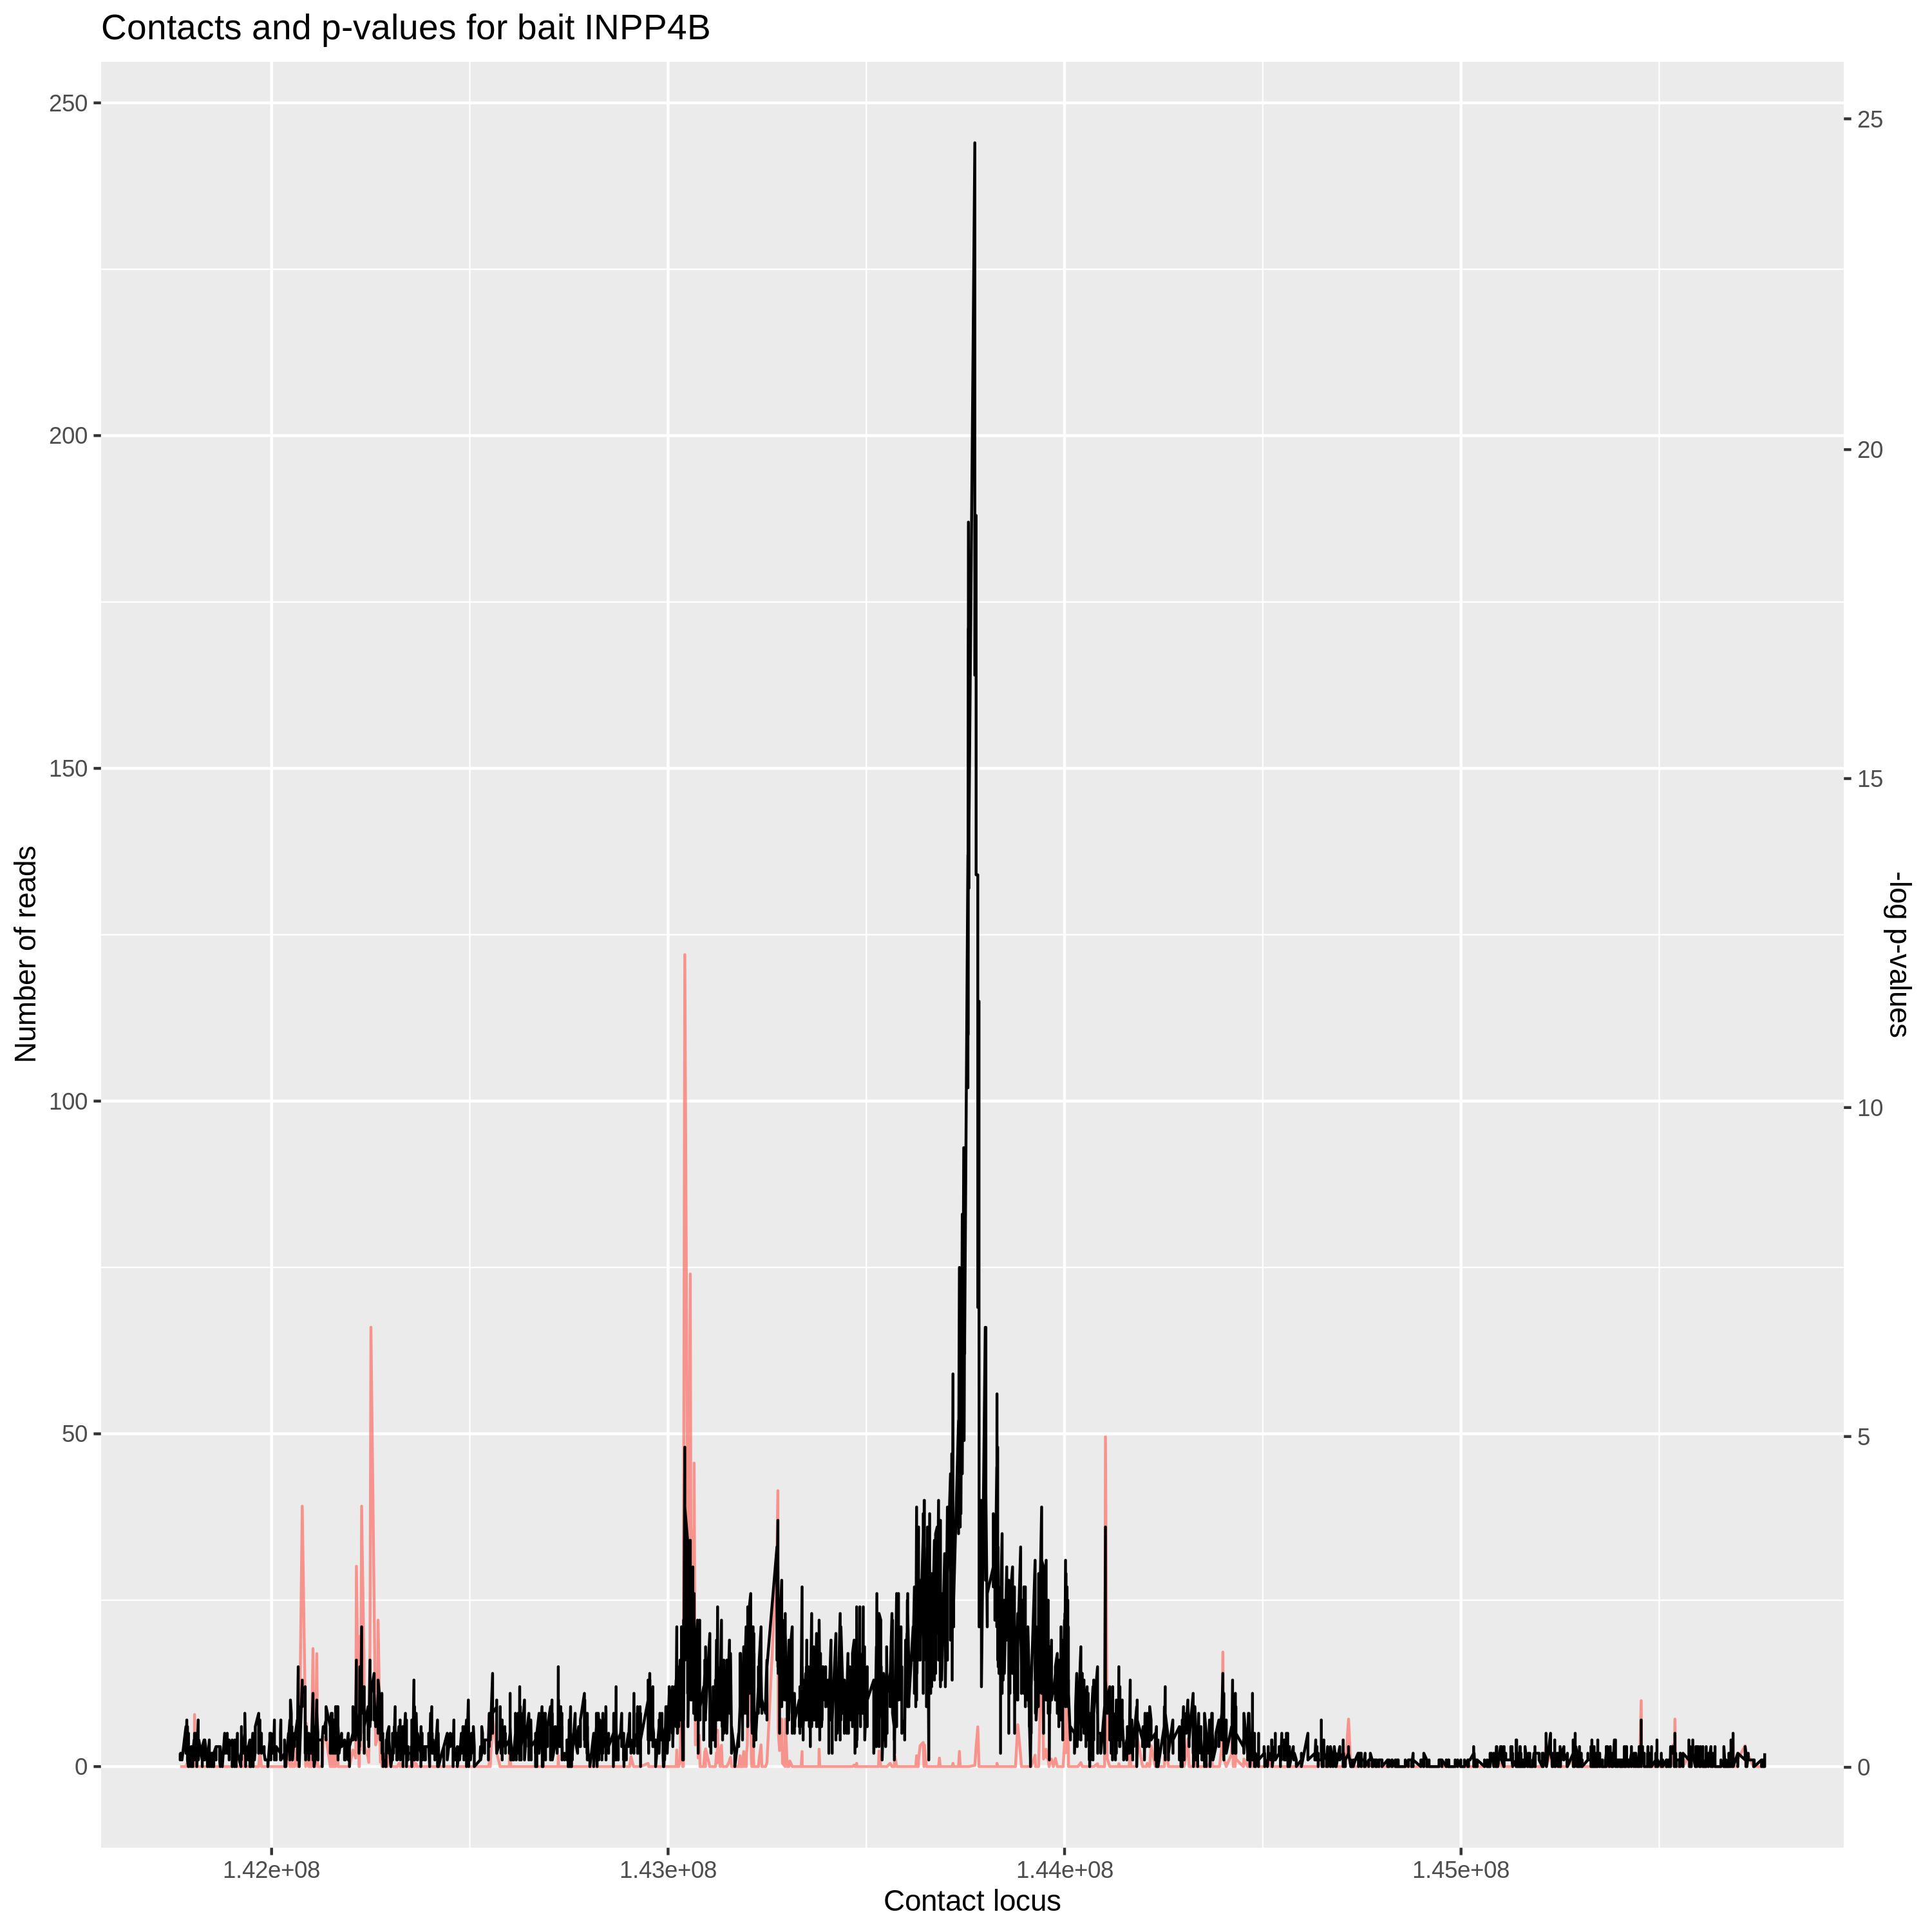 Contacts and p-values for bait INPP4B
250
200
150
100
50
0
Number of reads
25
20
15
10
5
0
-log p-values
1.42e+08
1.43e+08
1.44e+08
1.45e+08
Contact locus